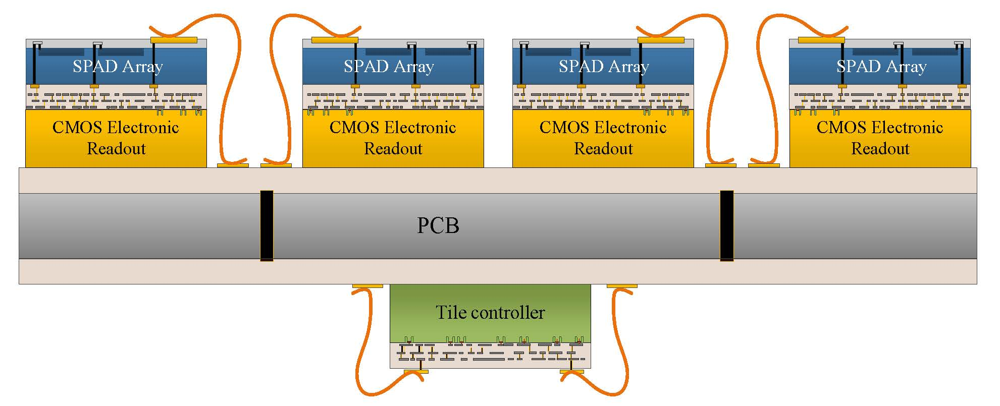 SPAD Array
SPAD Array
SPAD Array
SPAD Array
CMOS Electronic
Readout
CMOS Electronic
Readout
CMOS Electronic
Readout
CMOS Electronic
Readout
PCB
Tile controller